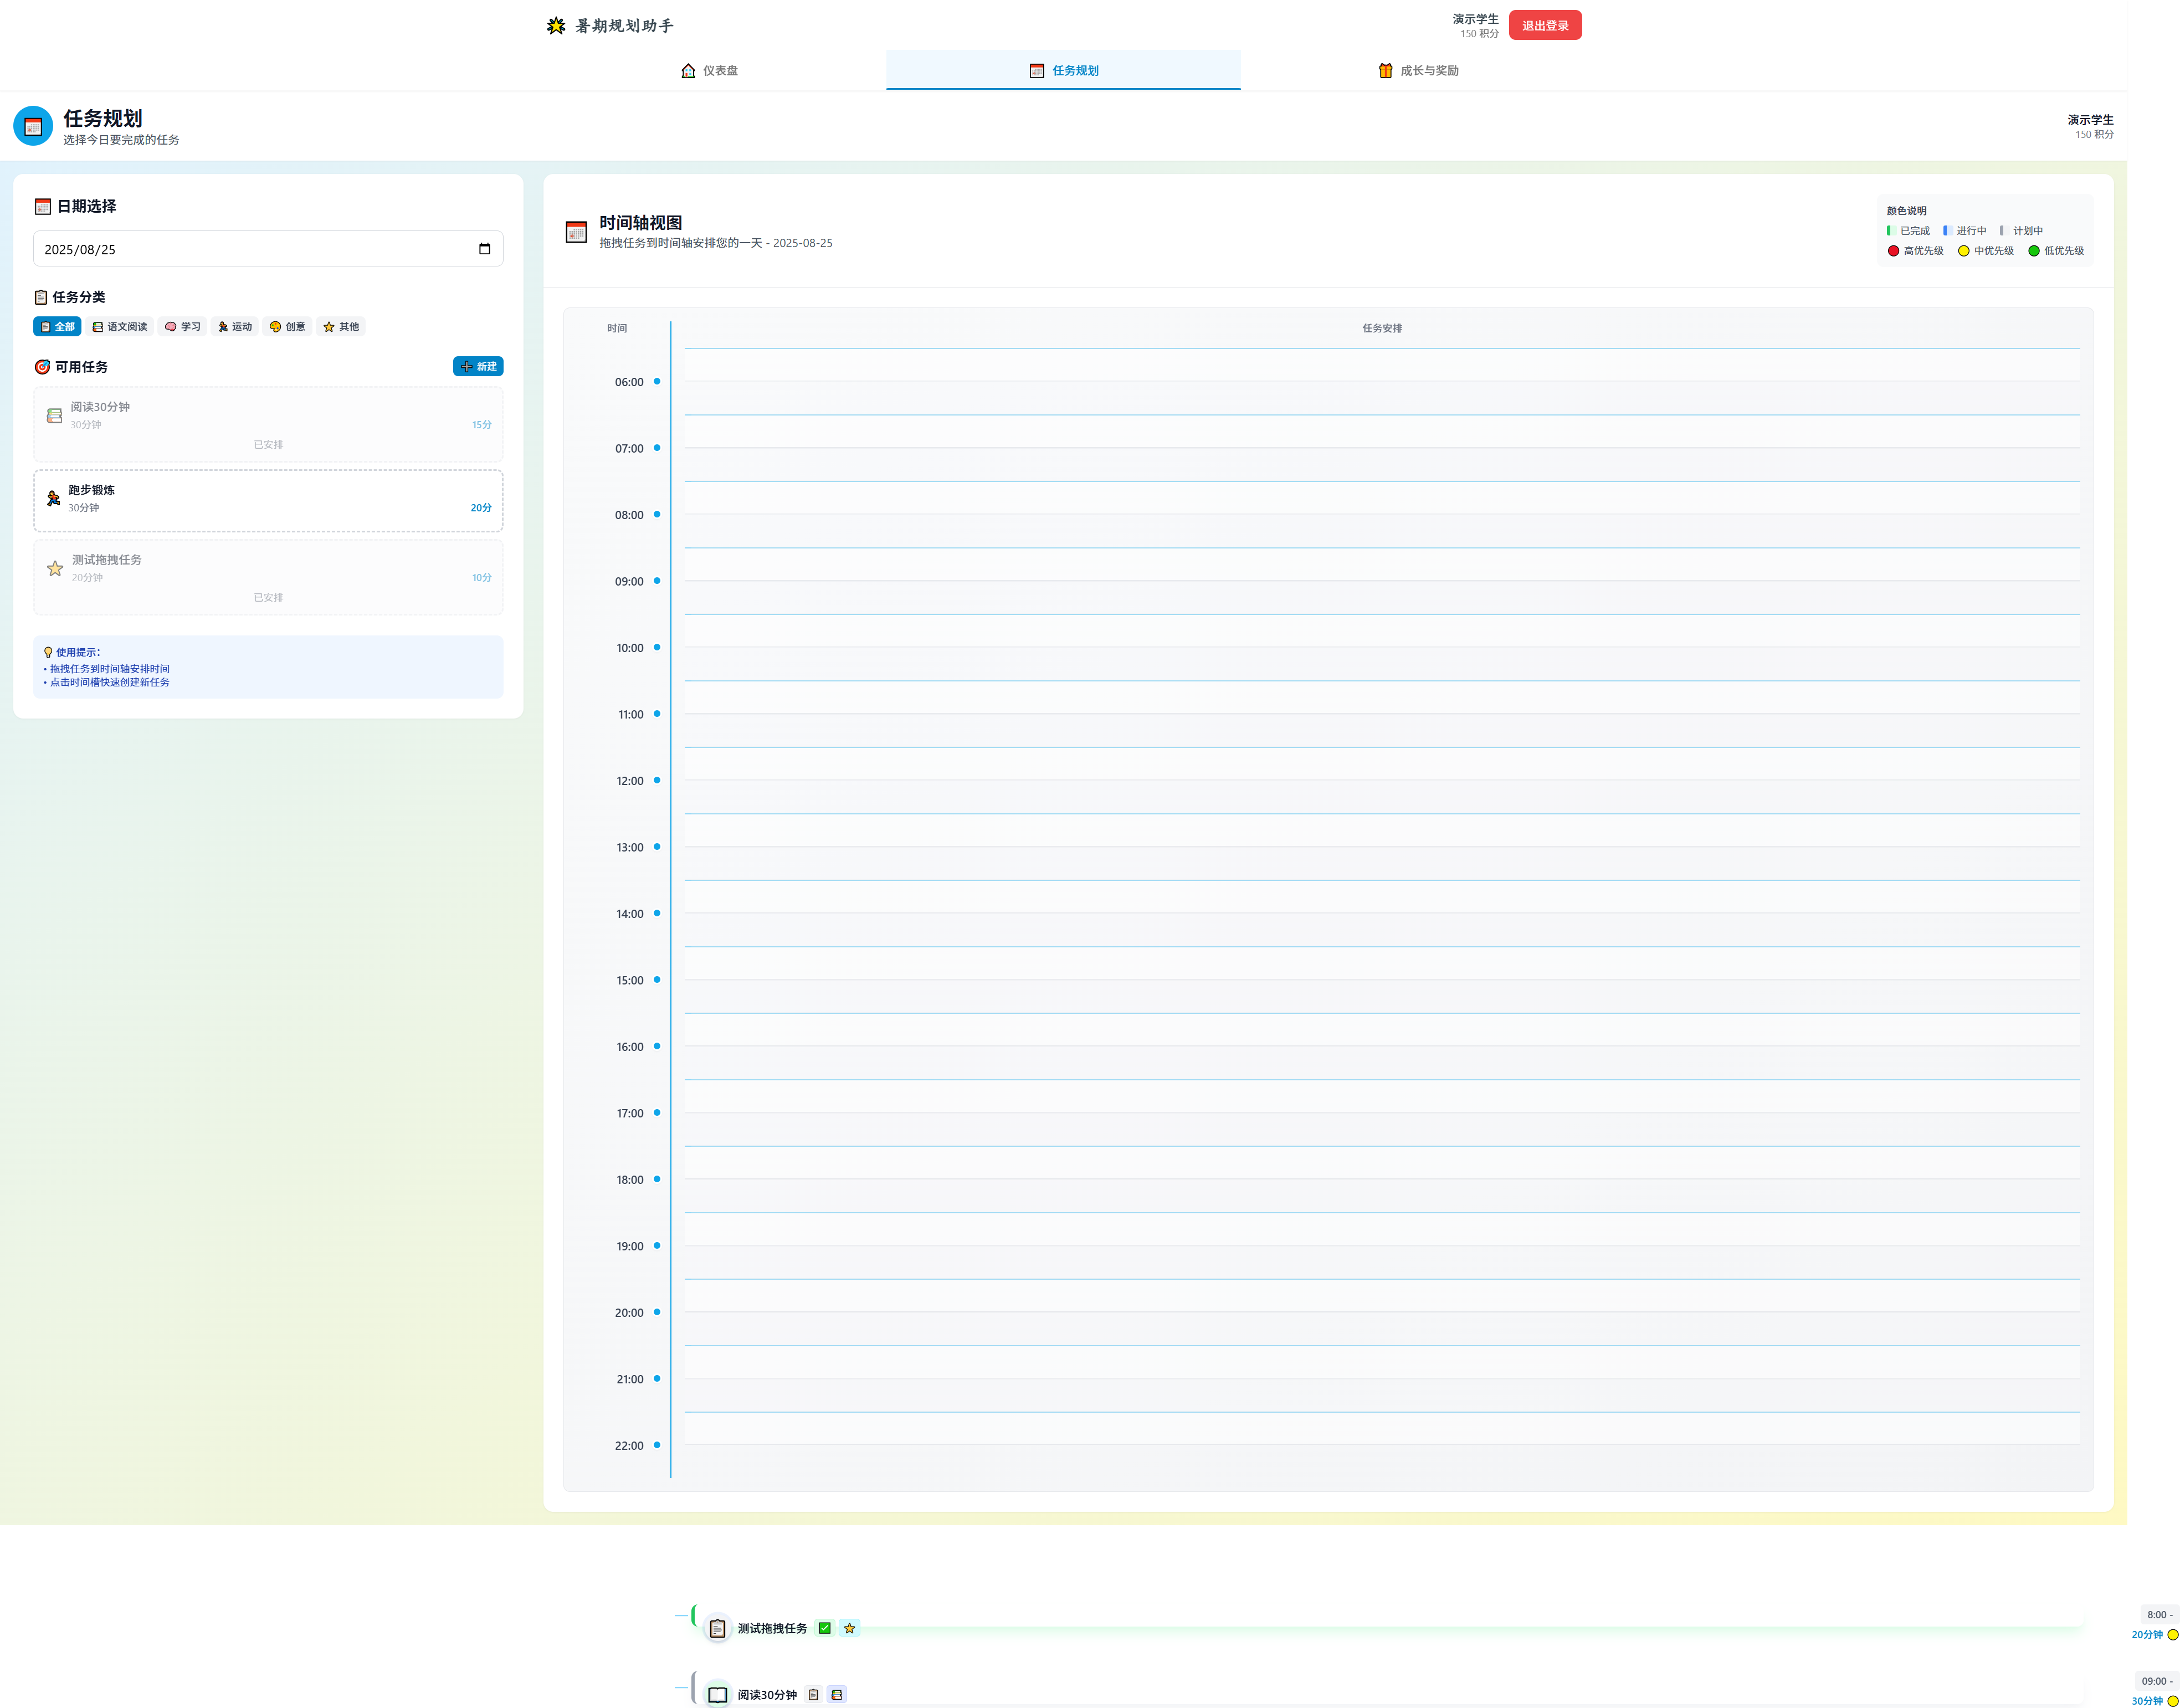 暑期规划助手
演示学生
150 积分
退出登录
仪表盘
任务规划
成长与奖励
任务规划
选择今日要完成的任务
演示学生
150 积分
日期选择
2025/08/25
任务分类
全部
语文阅读
学习
运动
创意
其他
可用任务
新建
阅读30分钟
30分钟
15分
已安排
跑步锻炼
30分钟
20分
测试拖拽任务
20分钟
10分
已安排
使用提示：
• 拖拽任务到时间轴安排时间
• 点击时间槽快速创建新任务
时间轴视图
拖拽任务到时间轴安排您的一天 - 2025-08-25
颜色说明
已完成
进行中
计划中
高优先级
中优先级
低优先级
时间
任务安排
06:00
07:00
08:00
09:00
10:00
11:00
12:00
13:00
14:00
15:00
16:00
17:00
18:00
19:00
20:00
21:00
22:00
测试拖拽任务
8:00 -
20分钟
阅读30分钟
09:00 -
30分钟